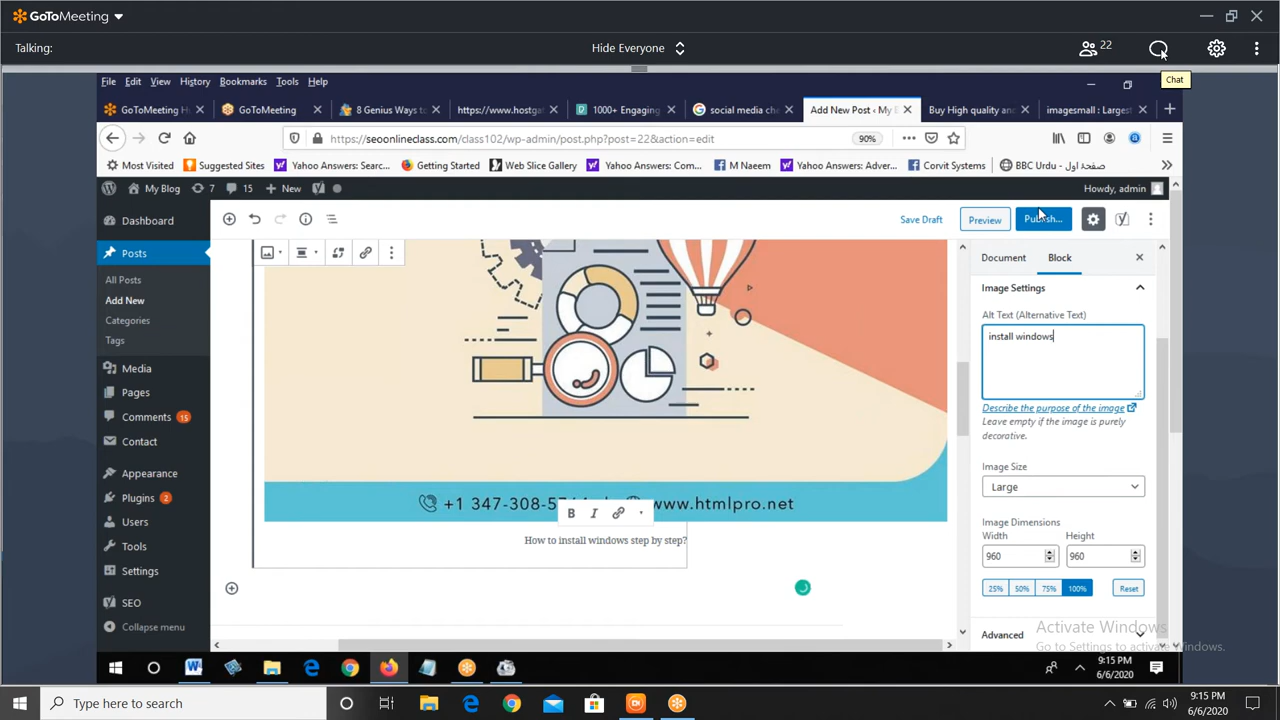 GoToMeeting
Talking:
Hide Everyone
22
Chat
File Edit View History Bookmarks Tools Help
GoToMeeting H
GoToMeeting
8 Genius Ways to
https://www.hostga
1000+ Engaging
social media che
Add New Post ‹ My B
Buy High quality and
imagesmall : Largest
https://seoonlineclass.com/class102/wp-admin/post.php?post=22&action=edit
90%
Most Visited
Suggested Sites
Yahoo Answers: Searc...
Getting Started
Web Slice Gallery
Yahoo Answers: Com...
M Naeem
Yahoo Answers: Adver...
Corvit Systems
BBC Urdu - صفحۂ اول
My Blog
7
15
New
Howdy, admin
Dashboard
Save Draft
Preview
Publish...
Posts
Document
Block
All Posts
Add New
Categories
Tags
Media
Pages
Comments 15
Contact
Appearance
Plugins 2
Users
Tools
Settings
SEO
Collapse menu
Image Settings
Alt Text (Alternative Text)
install windows
Describe the purpose of the image
Leave empty if the image is purely
decorative.
Image Size
Large
Image Dimensions
Width
Height
960
960
25%
50%
75%
100%
Reset
Advanced
+1 347-308-5
www.htmlpro.net
B I
How to install windows step by step?
Activate Windows
Go to Settings to activate Windows.
9:15 PM
6/6/2020
Type here to search
9:15 PM
6/6/2020